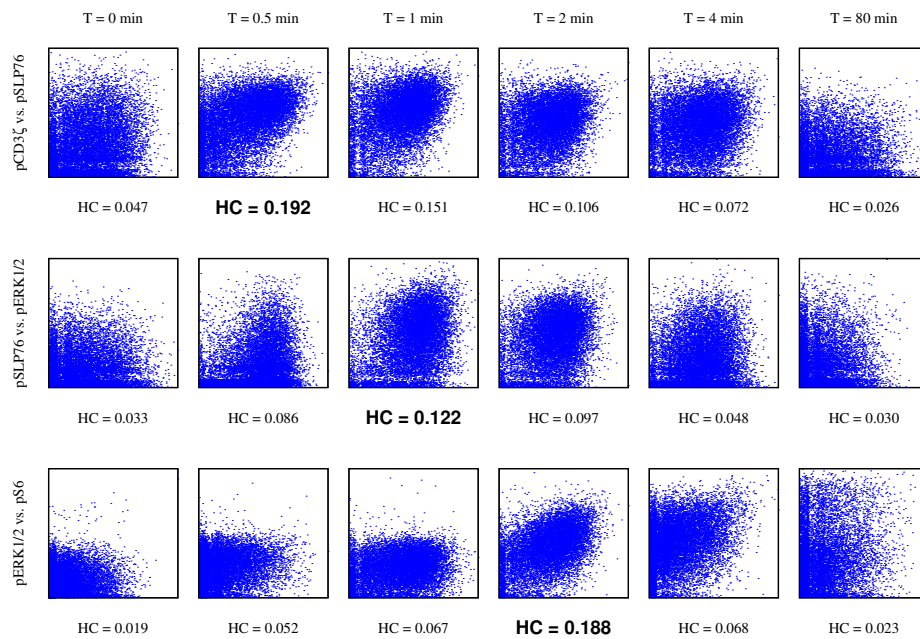 T = 0 min T = 0.5 min T = 1 min T = 2 min T = 4 min T = 80 min
pCD3ζ vs. pSLP76
HC = 0.047 HC = 0.192 HC = 0.151 HC = 0.106 HC = 0.072 HC = 0.026
pSLP76 vs. pERK1/2
HC = 0.033 HC = 0.086 HC = 0.122 HC = 0.097 HC = 0.048 HC = 0.030
pERK1/2 vs. pS6
HC = 0.019 HC = 0.052 HC = 0.067 HC = 0.188 HC = 0.068 HC = 0.023